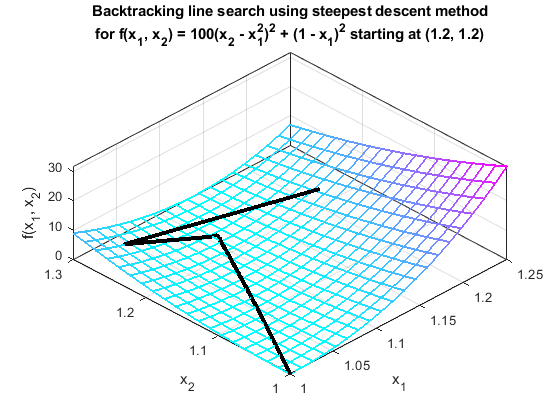 Backtracking line search using steepest descent method
for f(x₁, x₂) = 100(x₂ - x₁²)² + (1 - x₁)² starting at (1.2, 1.2)
30
20
10
0
f(x₁, x₂)
1.3
1.2
1.1
1
x₂
1
1.05
1.1
1.15
1.2
1.25
x₁